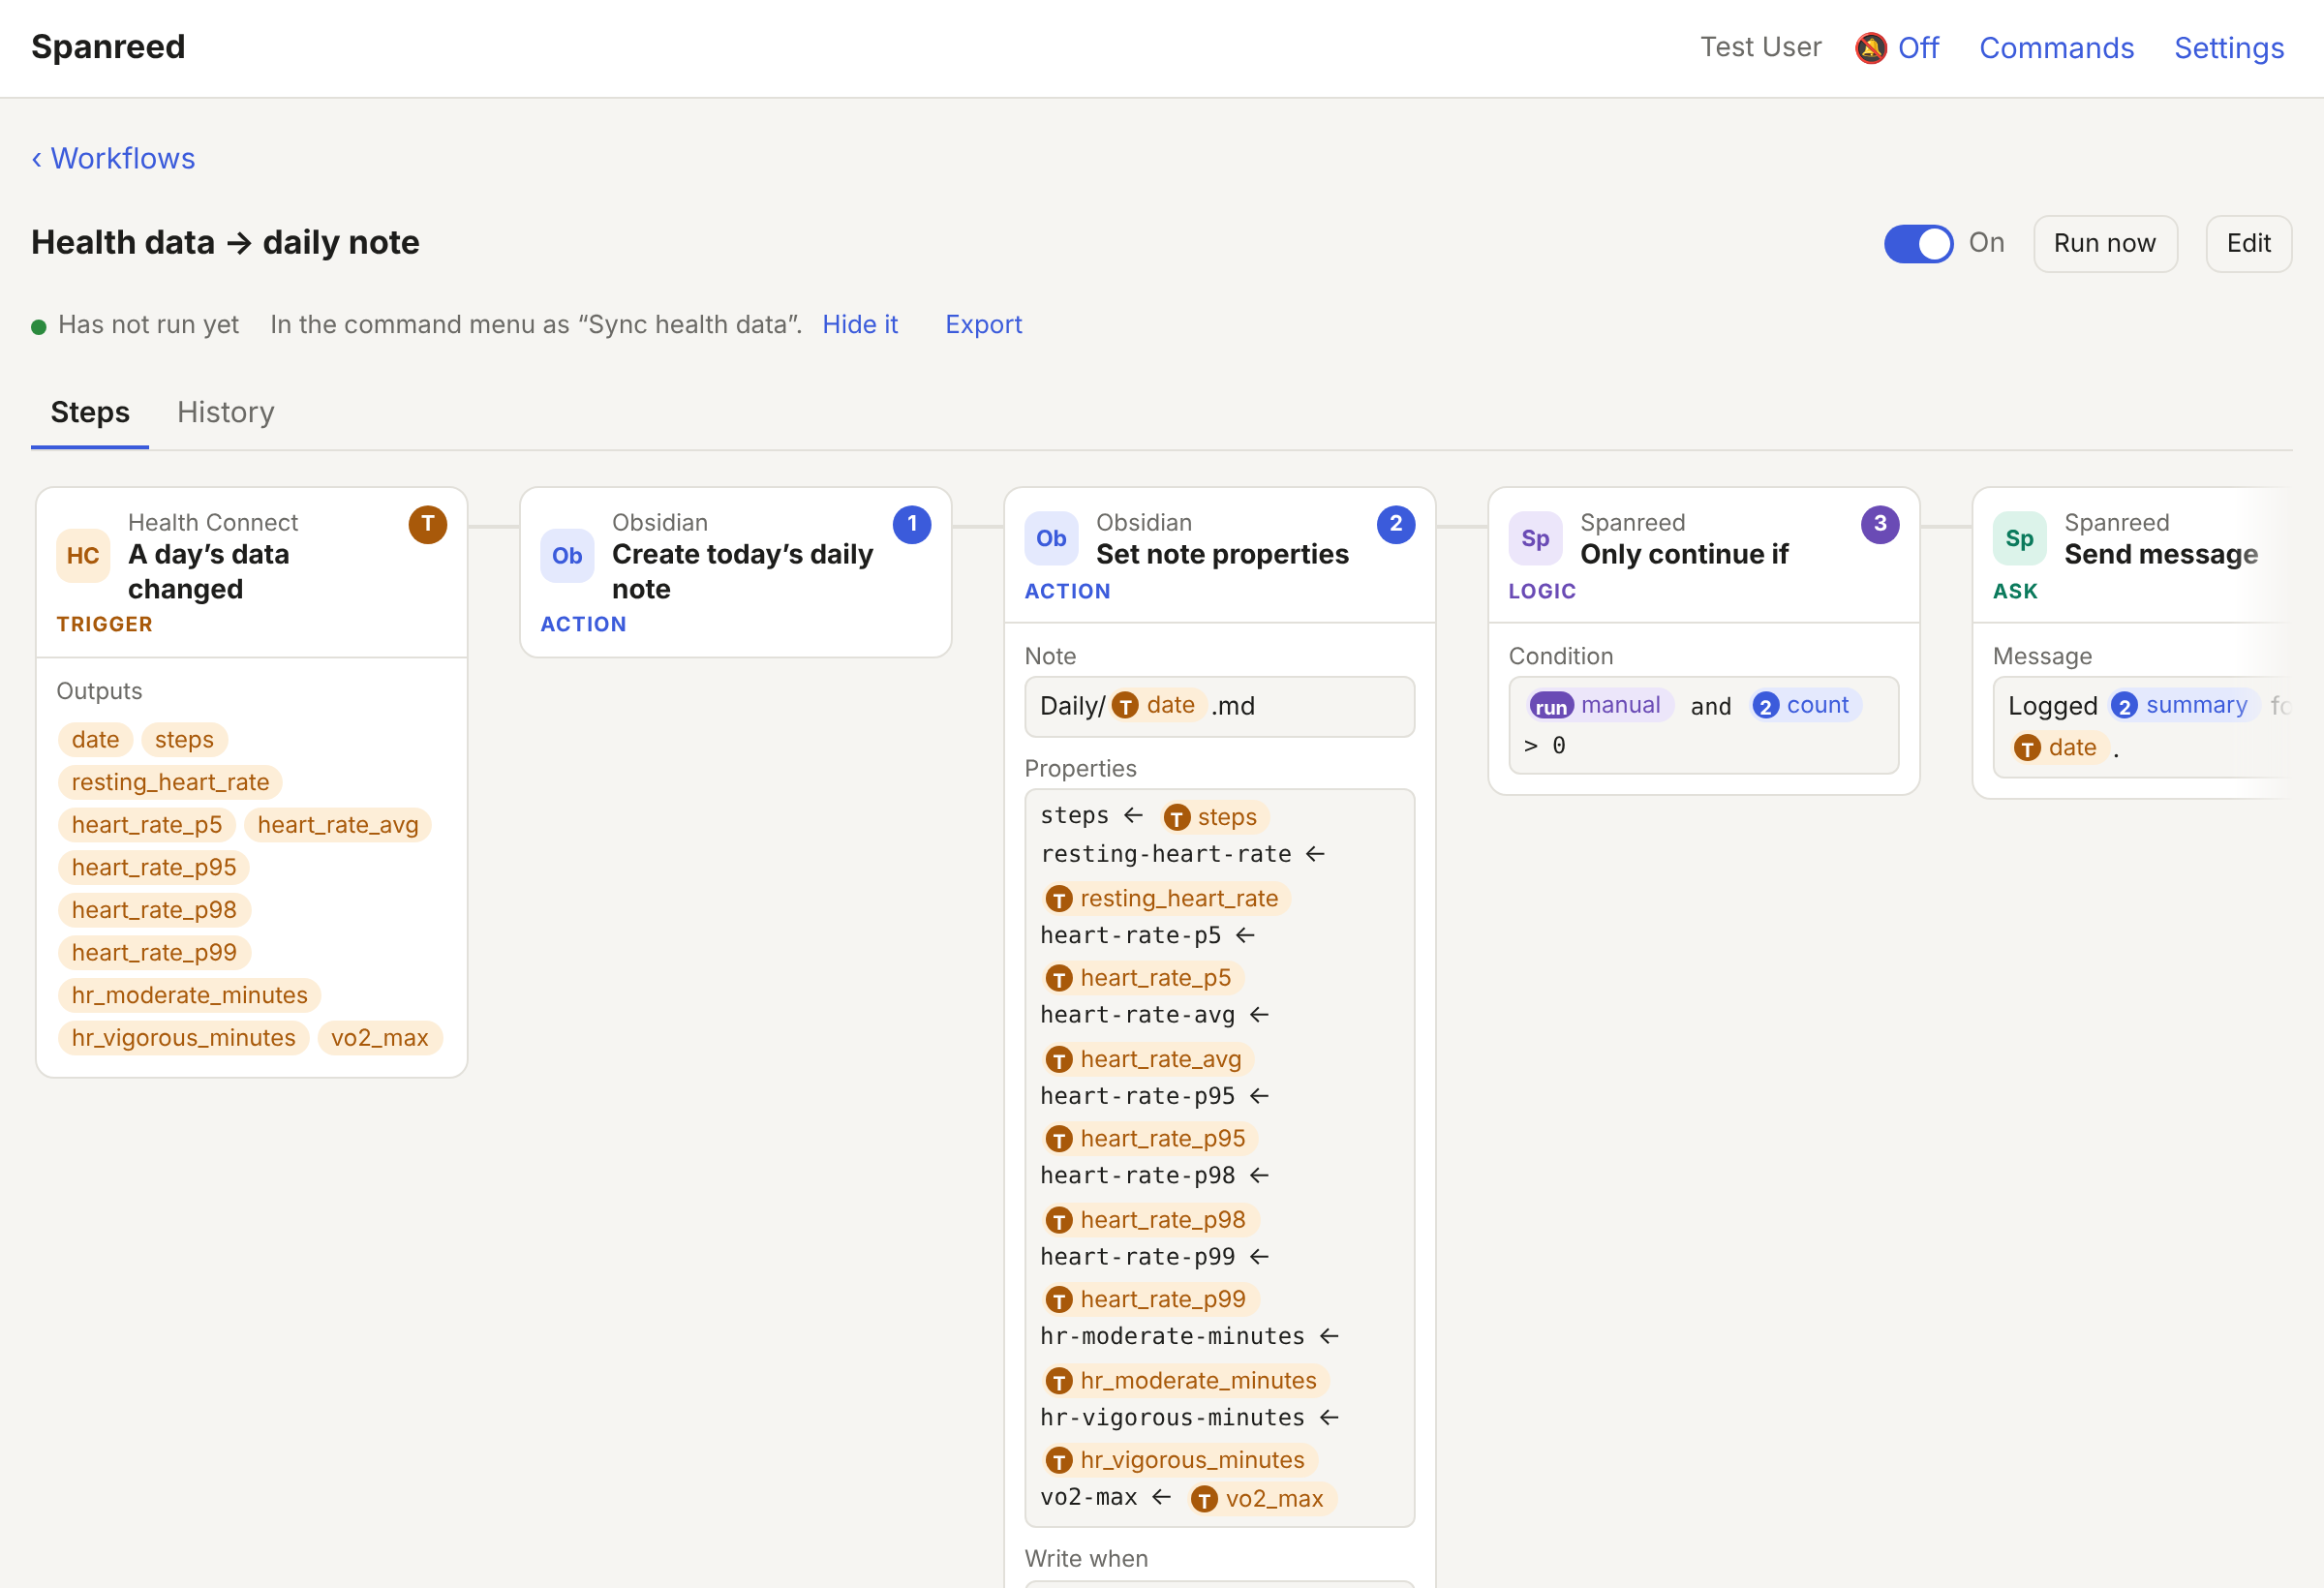 Spanreed
Test User
Off
Commands
Settings
‹ Workflows
Health data → daily note
On
Run now
Edit
Has not run yet
In the command menu as “Sync health data”.
Hide it
Export
Steps
History
HC
Health Connect
A day’s data
changed
T
TRIGGER
Outputs
date steps
resting_heart_rate
heart_rate_p5 heart_rate_avg
heart_rate_p95
heart_rate_p98
heart_rate_p99
hr_moderate_minutes
hr_vigorous_minutes vo2_max
Ob
Obsidian
Create today’s daily
note
1
ACTION
Ob
Obsidian
Set note properties
2
ACTION
Note
Daily/ T date .md
Properties
steps ← T steps
resting-heart-rate ←
T resting_heart_rate
heart-rate-p5 ←
T heart_rate_p5
heart-rate-avg ←
T heart_rate_avg
heart-rate-p95 ←
T heart_rate_p95
heart-rate-p98 ←
T heart_rate_p98
heart-rate-p99 ←
T heart_rate_p99
hr-moderate-minutes ←
T hr_moderate_minutes
hr-vigorous-minutes ←
T hr_vigorous_minutes
vo2-max ← T vo2_max
Write when
Sp
Spanreed
Only continue if
3
LOGIC
Condition
run manual and 2 count
> 0
Sp
Spanreed
Send message
ASK
Message
Logged 2 summary
T date .